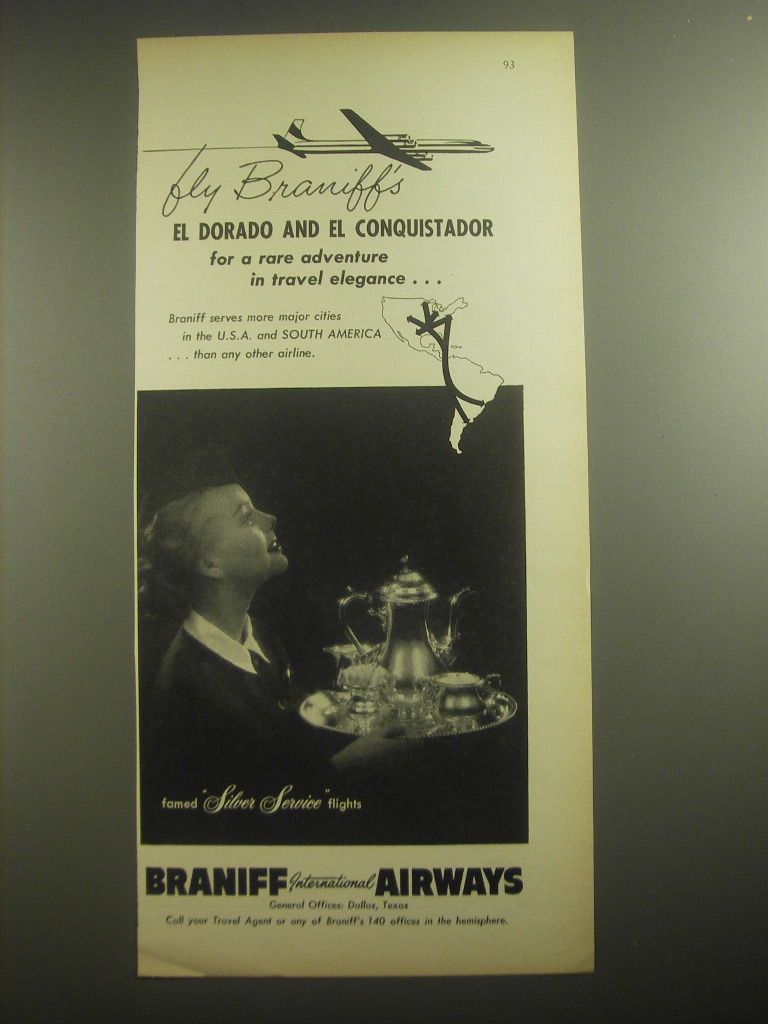 93
fly Braniff's
EL DORADO AND EL CONQUISTADOR
for a rare adventure
in travel elegance . . .
Braniff serves more major cities
in the U.S.A. and SOUTH AMERICA
. . . than any other airline.
famed "Silver Service" flights
BRANIFF International AIRWAYS
General Offices: Dallas, Texas
Call your Travel Agent or any of Braniff's 140 offices in the hemisphere.